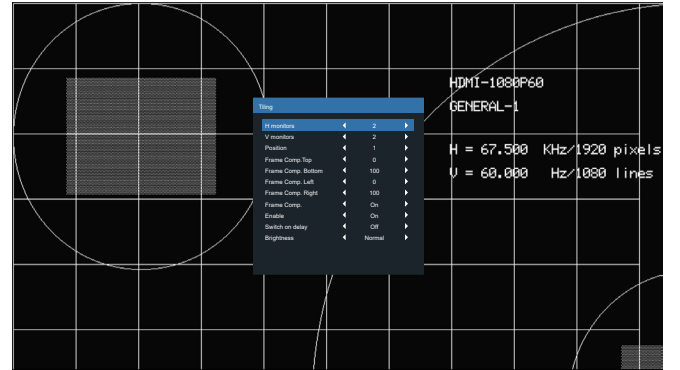 HDMI-1080P60
GENERAL-1
H = 67.500 KHz/1920 pixels
V = 60.000 Hz/1080 lines
Tiling
H monitors 2
V monitors 2
Position 1
Frame Comp.Top 0
Frame Comp. Bottom 100
Frame Comp. Left 0
Frame Comp. Right 100
Frame Comp. On
Enable On
Switch on delay Off
Brightness Normal